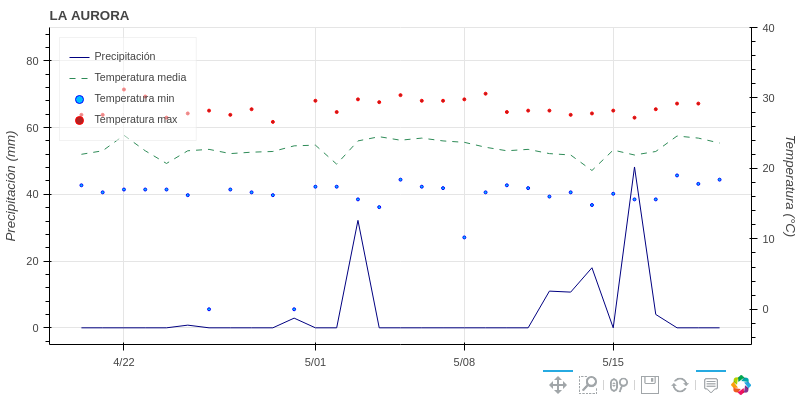 LA AURORA
Precipitación
Temperatura media
Temperatura min
Temperatura max
80
60
40
20
0
Precipitación (mm)
40
30
20
10
0
Temperatura (°C)
4/22
5/01
5/08
5/15